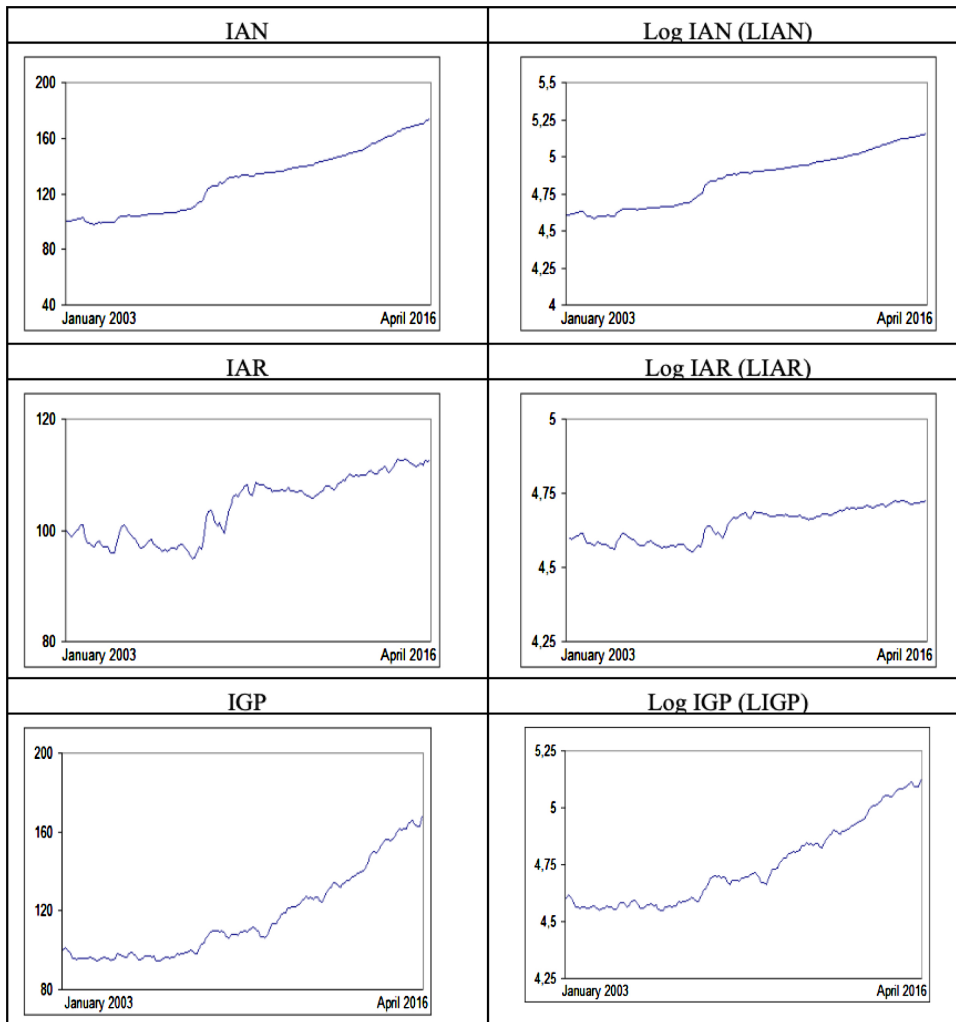 IAN
Log IAN (LIAN)
200
160
120
80
40
January 2003 April 2016
5,5
5,25
5
4,75
4,5
4,25
4
January 2003 April 2016
IAR
Log IAR (LIAR)
120
100
80
January 2003 April 2016
5
4,75
4,5
4,25
January 2003 April 2016
IGP
Log IGP (LIGP)
200
160
120
80
January 2003 April 2016
5,25
5
4,75
4,5
4,25
January 2003 April 2016